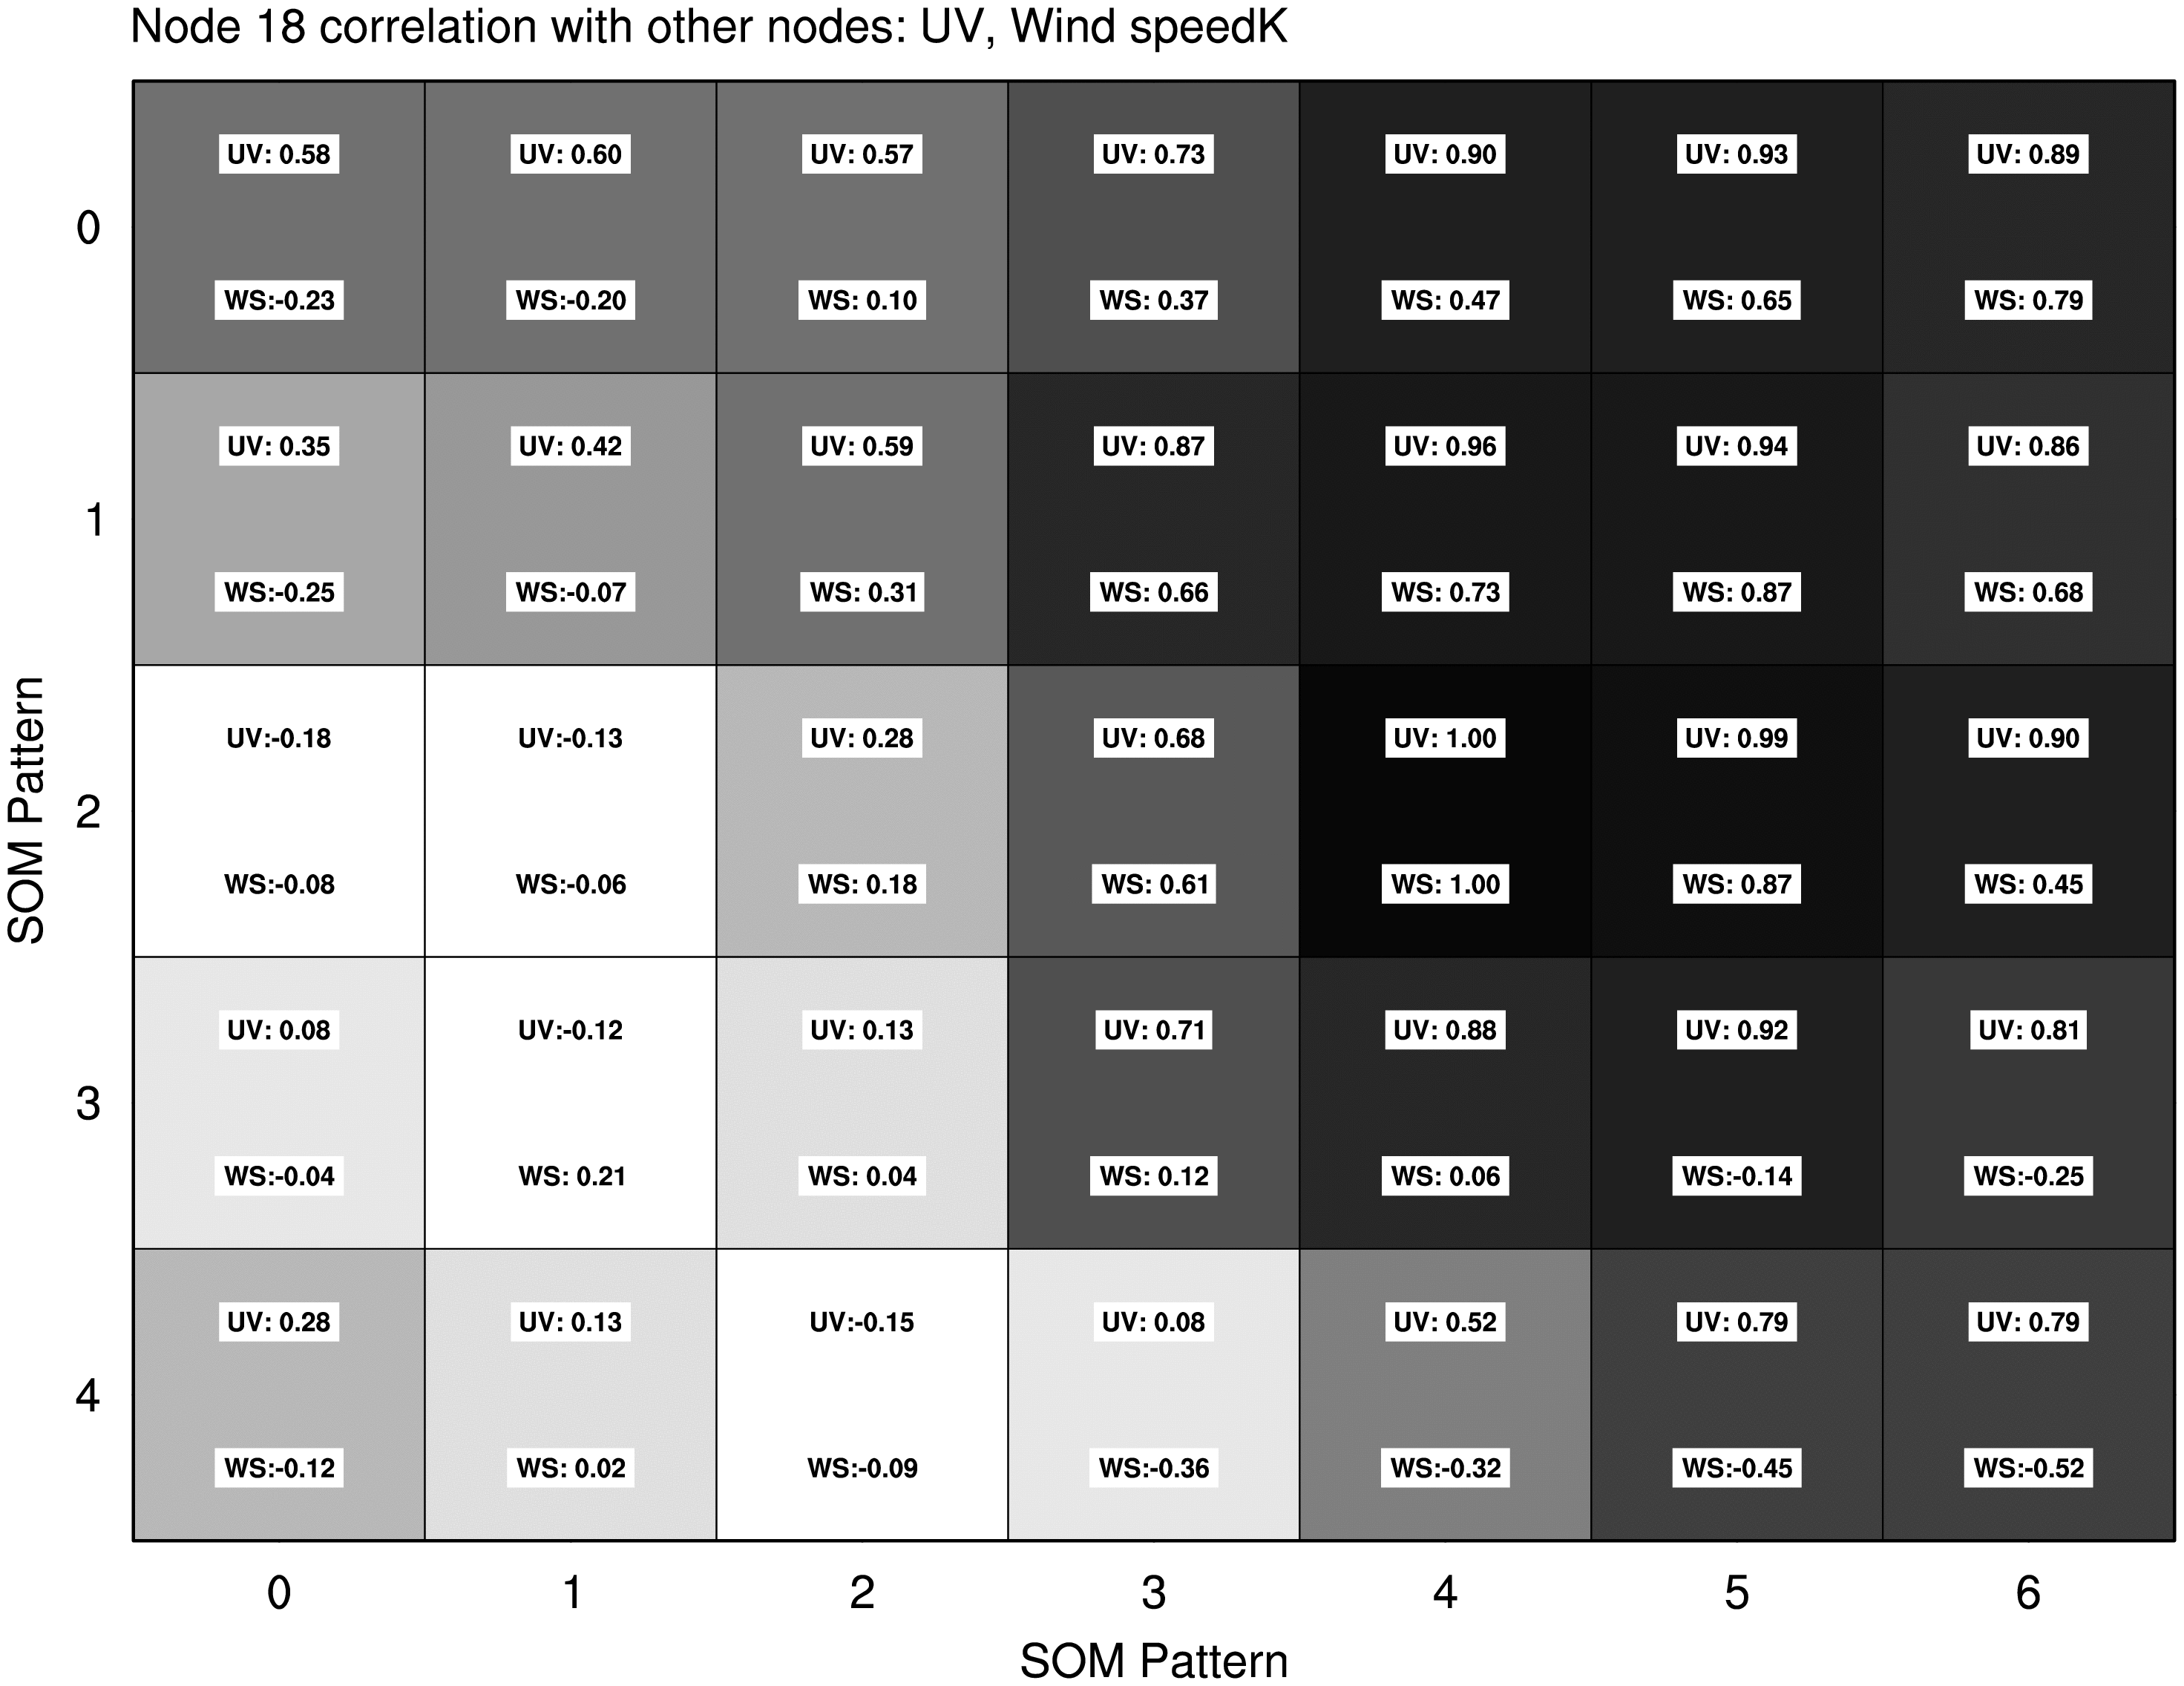 Node 18 correlation with other nodes: UV, Wind speedK
UV: 0.58 UV: 0.60 UV: 0.57 UV: 0.73 UV: 0.90 UV: 0.93 UV: 0.89
0
WS:-0.23 WS:-0.20 WS: 0.10 WS: 0.37 WS: 0.47 WS: 0.65 WS: 0.79
UV: 0.35 UV: 0.42 UV: 0.59 UV: 0.87 UV: 0.96 UV: 0.94 UV: 0.86
1
WS:-0.25 WS:-0.07 WS: 0.31 WS: 0.66 WS: 0.73 WS: 0.87 WS: 0.68
SOM Pattern
UV:-0.18 UV:-0.13 UV: 0.28 UV: 0.68 UV: 1.00 UV: 0.99 UV: 0.90
2
WS:-0.08 WS:-0.06 WS: 0.18 WS: 0.61 WS: 1.00 WS: 0.87 WS: 0.45
UV: 0.08 UV:-0.12 UV: 0.13 UV: 0.71 UV: 0.88 UV: 0.92 UV: 0.81
3
WS:-0.04 WS: 0.21 WS: 0.04 WS: 0.12 WS: 0.06 WS:-0.14 WS:-0.25
UV: 0.28 UV: 0.13 UV:-0.15 UV: 0.08 UV: 0.52 UV: 0.79 UV: 0.79
4
WS:-0.12 WS: 0.02 WS:-0.09 WS:-0.36 WS:-0.32 WS:-0.45 WS:-0.52
0 1 2 3 4 5 6
SOM Pattern